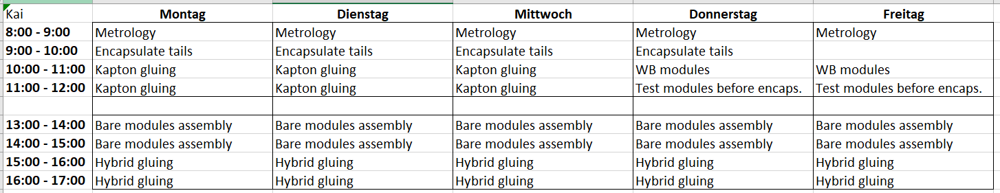 Kai Montag Dienstag Mittwoch Donnerstag Freitag
8:00 - 9:00 Metrology Metrology Metrology Metrology Metrology
9:00 - 10:00 Encapsulate tails Encapsulate tails Encapsulate tails Encapsulate tails
10:00 - 11:00 Kapton gluing Kapton gluing Kapton gluing WB modules WB modules
11:00 - 12:00 Kapton gluing Kapton gluing Kapton gluing Test modules before encaps. Test modules before encaps.
13:00 - 14:00 Bare modules assembly Bare modules assembly Bare modules assembly Bare modules assembly Bare modules assembly
14:00 - 15:00 Bare modules assembly Bare modules assembly Bare modules assembly Bare modules assembly Bare modules assembly
15:00 - 16:00 Hybrid gluing Hybrid gluing Hybrid gluing Hybrid gluing Hybrid gluing
16:00 - 17:00 Hybrid gluing Hybrid gluing Hybrid gluing Hybrid gluing Hybrid gluing